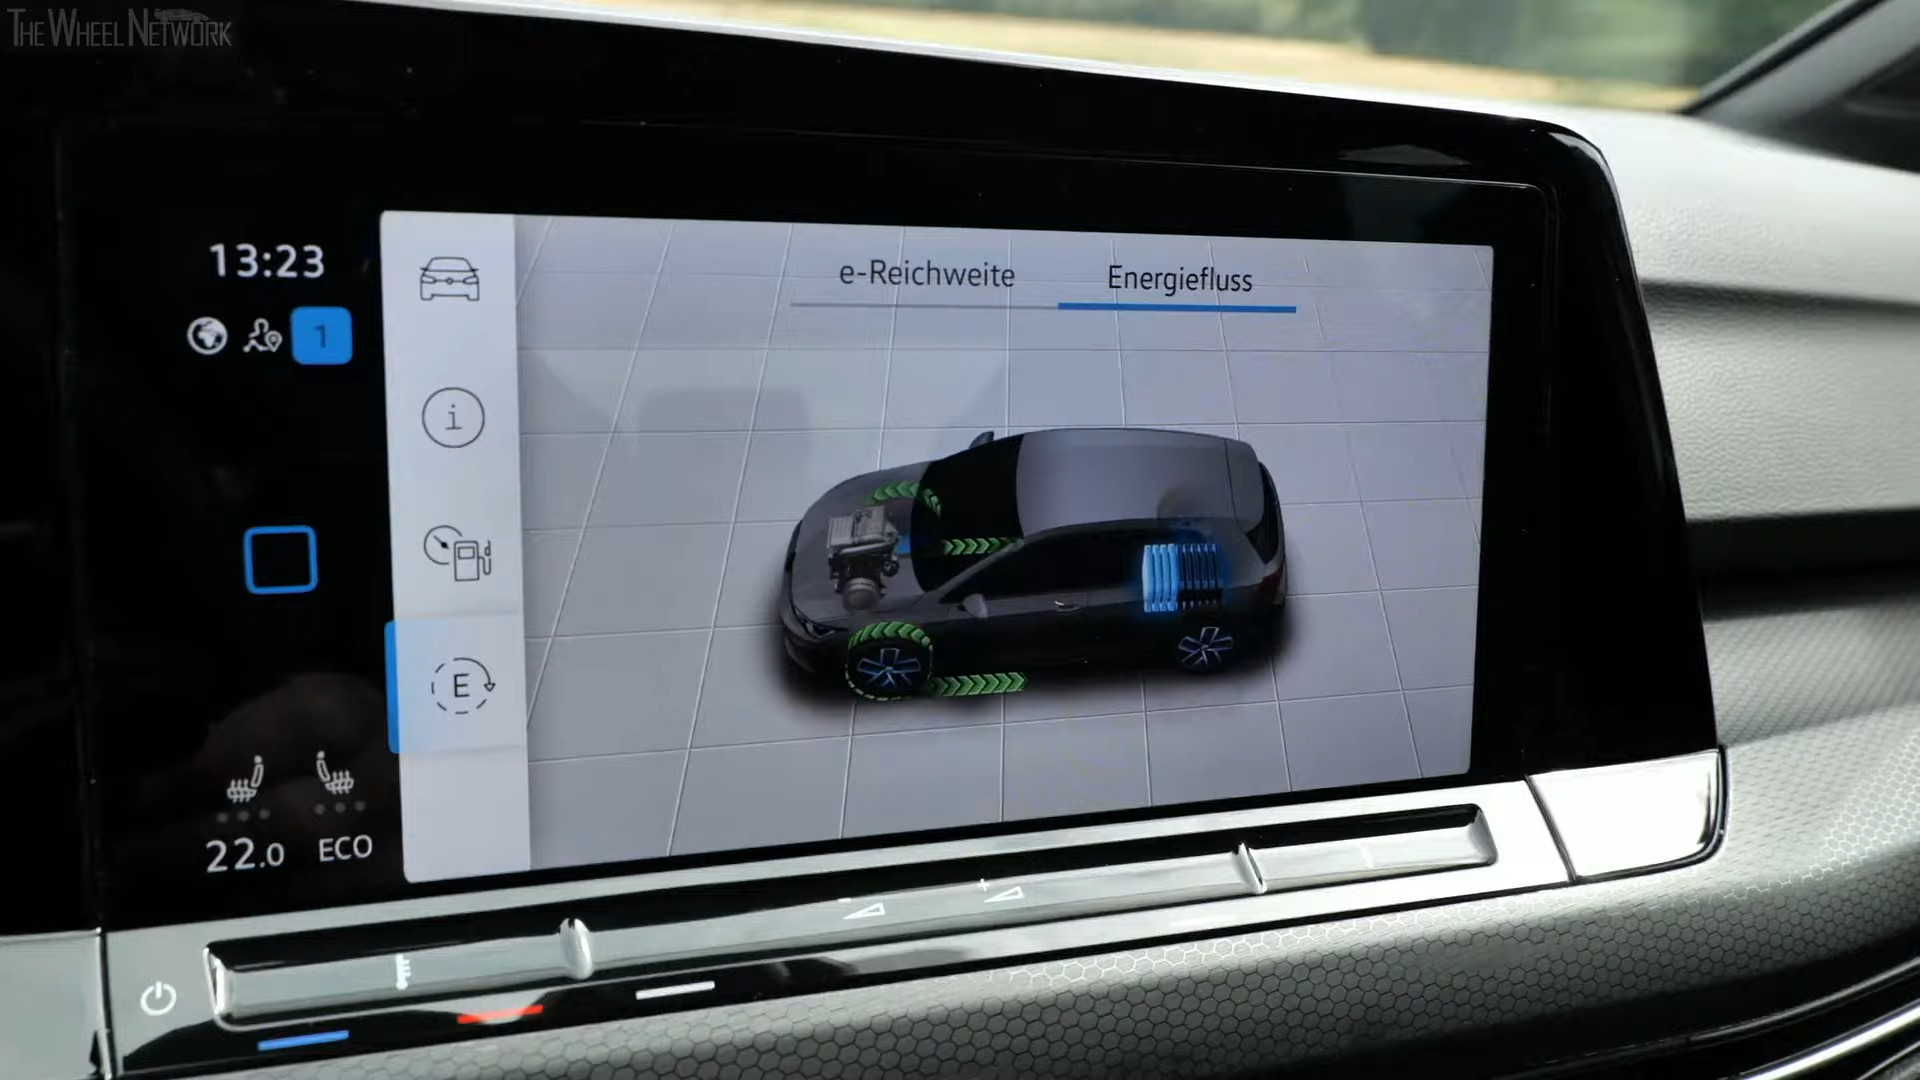 THE WHEEL NETWORK
13:23
1
e-Reichweite
Energiefluss
i
E
22.0
ECO